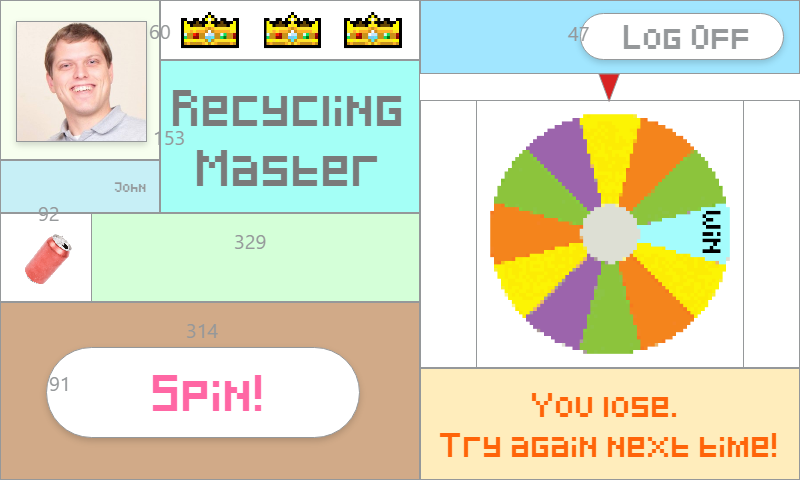 60
47
Log Off
Recycling
Master
153
John
92
329
WiN
314
91
Spin!
You lose.
Try again next time!